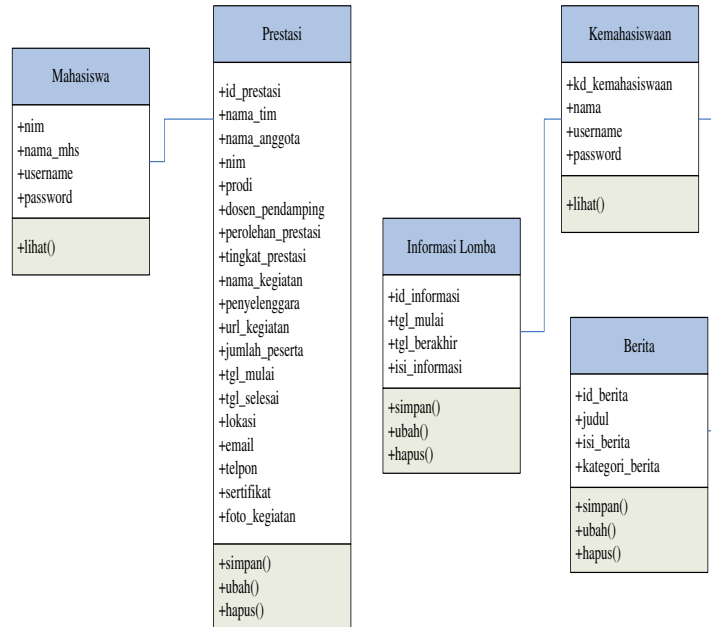 Mahasiswa
+nim
+nama_mhs
+username
+password
+lihat()
Prestasi
+id_prestasi
+nama_tim
+nama_anggota
+nim
+prodi
+dosen_pendamping
+perolehan_prestasi
+tingkat_prestasi
+nama_kegiatan
+penyelenggara
+url_kegiatan
+jumlah_peserta
+tgl_mulai
+tgl_selesai
+lokasi
+email
+telpon
+sertifikat
+foto_kegiatan
+simpan()
+ubah()
+hapus()
Informasi Lomba
+id_informasi
+tgl_mulai
+tgl_berakhir
+isi_informasi
+simpan()
+ubah()
+hapus()
Kemahasiswaan
+kd_kemahasiswaan
+nama
+username
+password
+lihat()
Berita
+id_berita
+judul
+isi_berita
+kategori_berita
+simpan()
+ubah()
+hapus()